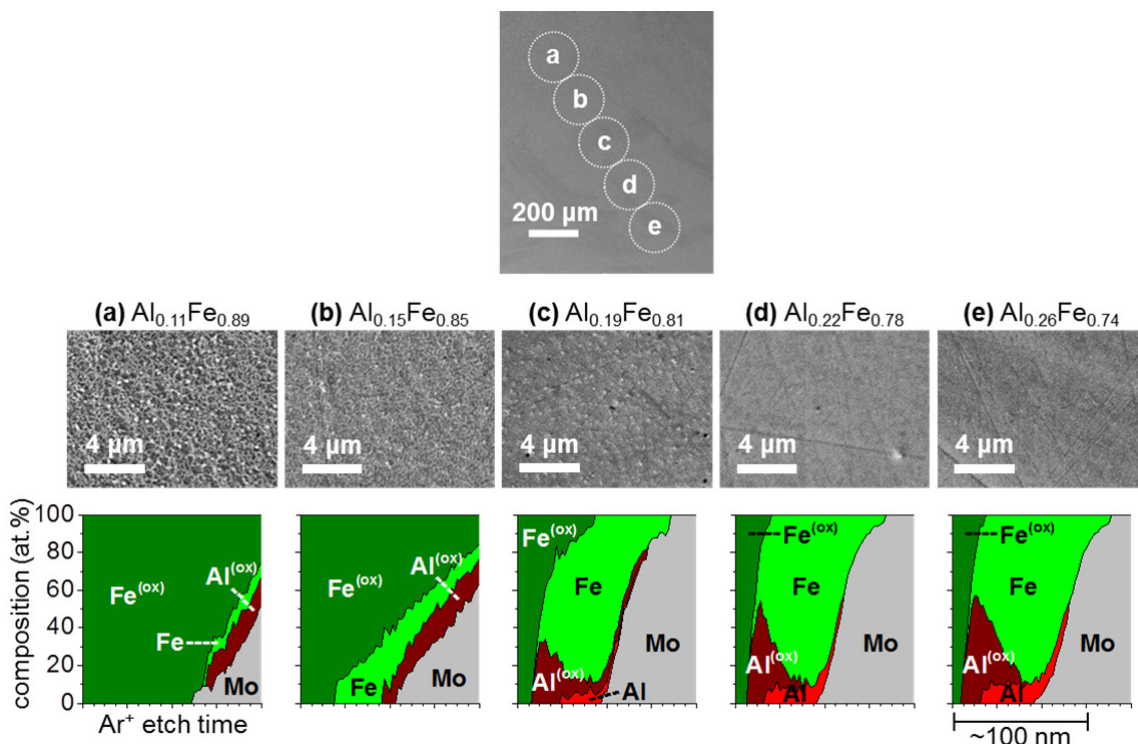 a
b
c
d
e
200 µm
(a) Al₀.₁₁Fe₀.₈₉
(b) Al₀.₁₅Fe₀.₈₅
(c) Al₀.₁₉Fe₀.₈₁
(d) Al₀.₂₂Fe₀.₇₈
(e) Al₀.₂₆Fe₀.₇₄
4 µm
4 µm
4 µm
4 µm
4 µm
composition (at.%)
100
80
60
40
20
0
Fe⁽ᵒˣ⁾
Al⁽ᵒˣ⁾
Fe
Mo
Fe⁽ᵒˣ⁾
Al⁽ᵒˣ⁾
Fe
Mo
Fe⁽ᵒˣ⁾
Fe
Mo
Al⁽ᵒˣ⁾
Al
Fe⁽ᵒˣ⁾
Fe
Mo
Al⁽ᵒˣ⁾
Al
Fe⁽ᵒˣ⁾
Fe
Mo
Al⁽ᵒˣ⁾
Al
Ar⁺ etch time
~100 nm